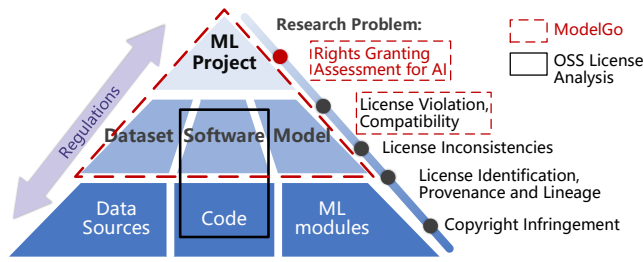 Research Problem:
ML
Project
Rights Granting
Assessment for AI
ModelGo
OSS License
Analysis
Regulations
Dataset
Software
Model
License Violation,
Compatibility
License Inconsistencies
License Identification,
Provenance and Lineage
Copyright Infringement
Data
Sources
Code
ML
modules